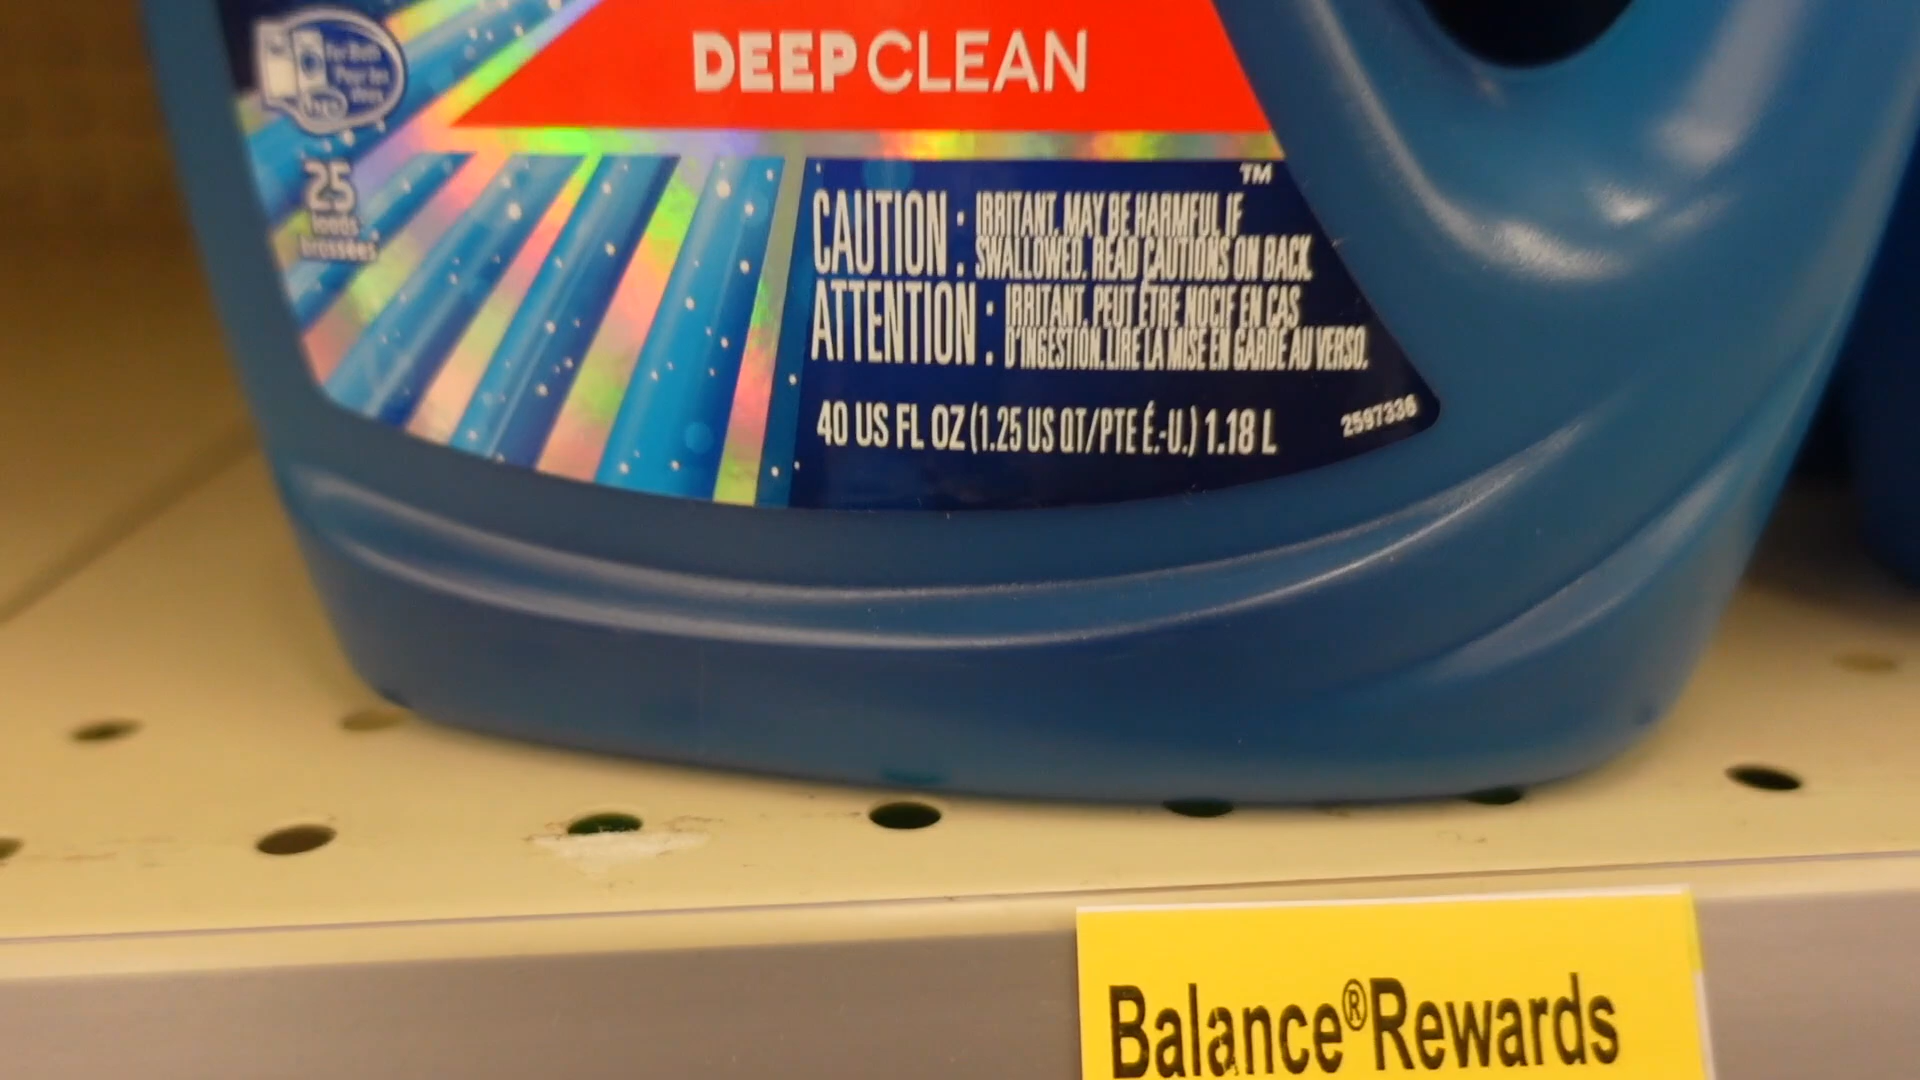 DEEP CLEAN
25
loads
brassées
™
CAUTION : IRRITANT. MAY BE HARMFUL IF
SWALLOWED. READ CAUTIONS ON BACK.
ATTENTION : IRRITANT. PEUT ÊTRE NOCIF EN CAS
D'INGESTION. LIRE LA MISE EN GARDE AU VERSO.
40 US FL OZ (1.25 US QT/PTE É.-U.) 1.18 L
2597336
Balance®Rewards